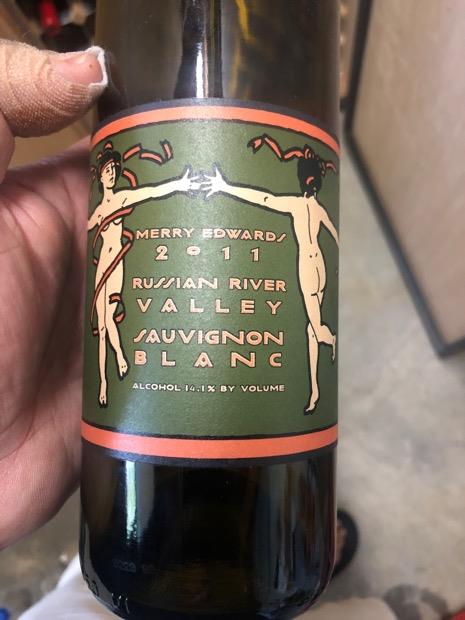 MERRY EDWARDS
2011
RUSSIAN RIVER
VALLEY
SAUVIGNON
BLANC
ALCOHOL 14.1% BY VOLUME